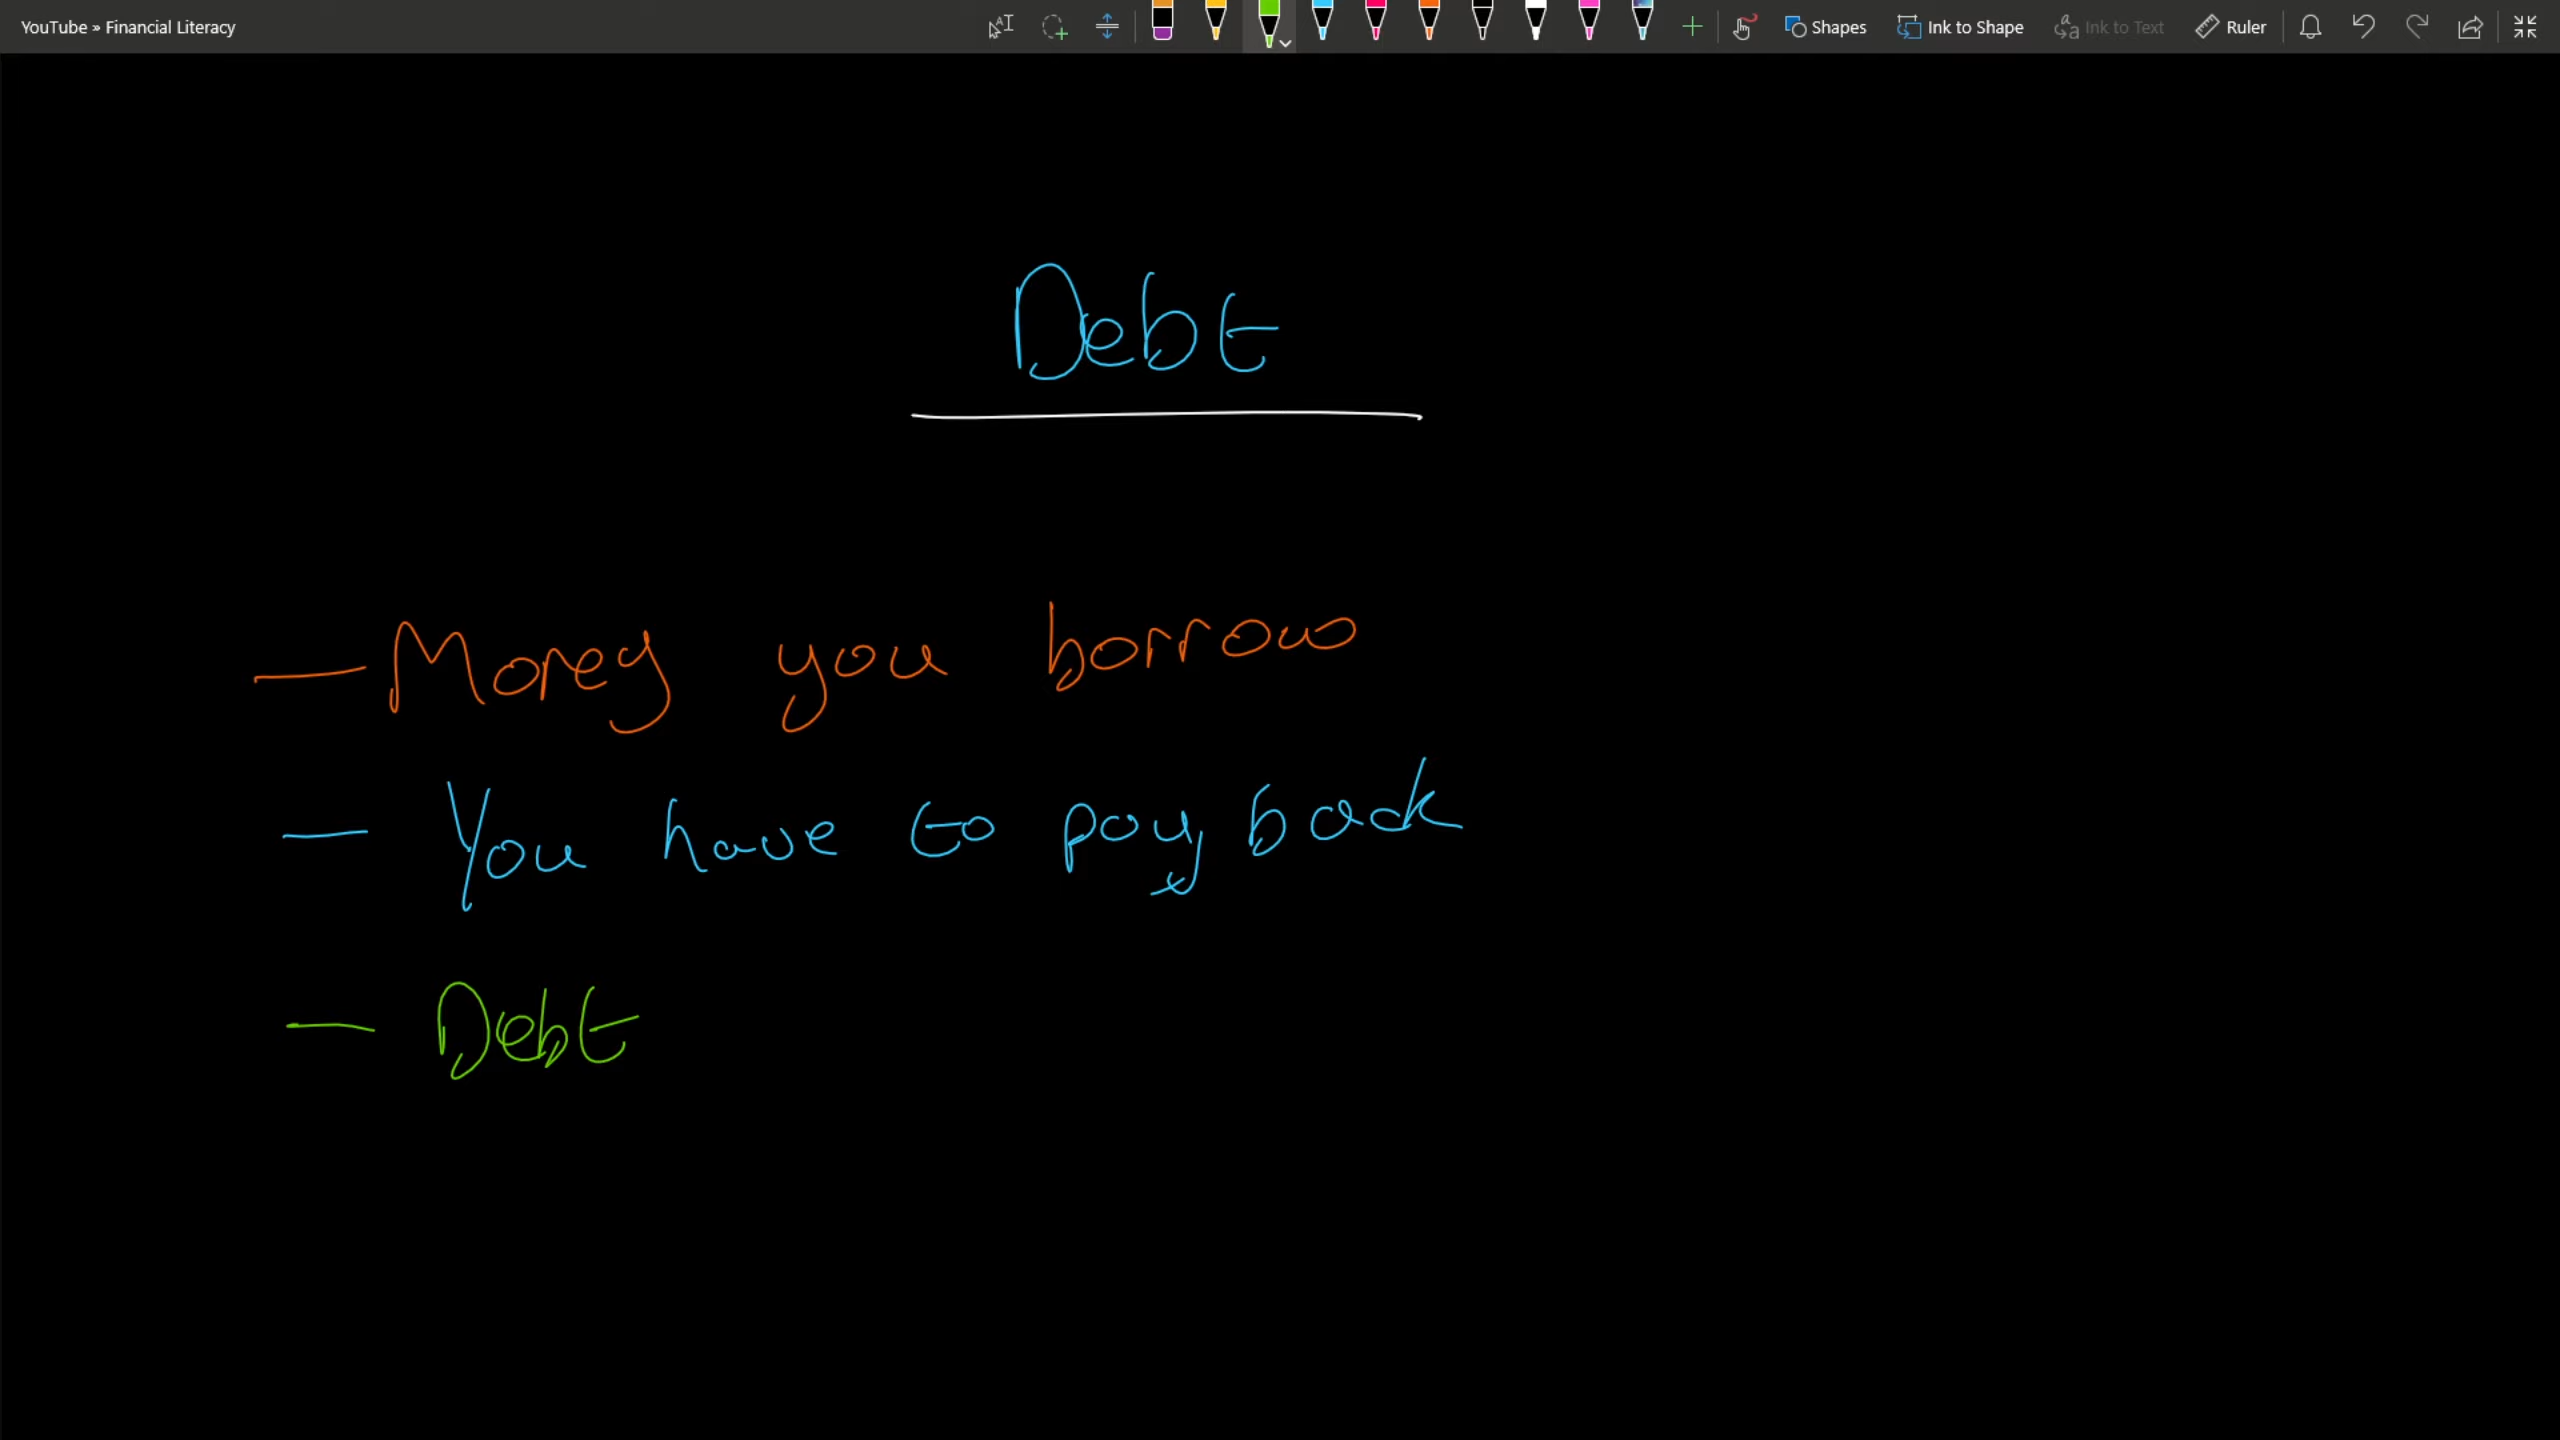 YouTube » Financial Literacy
Shapes
Ink to Shape
Ink to Text
Ruler
Debt
— Money you borrow
— You have to pay back
— Debt